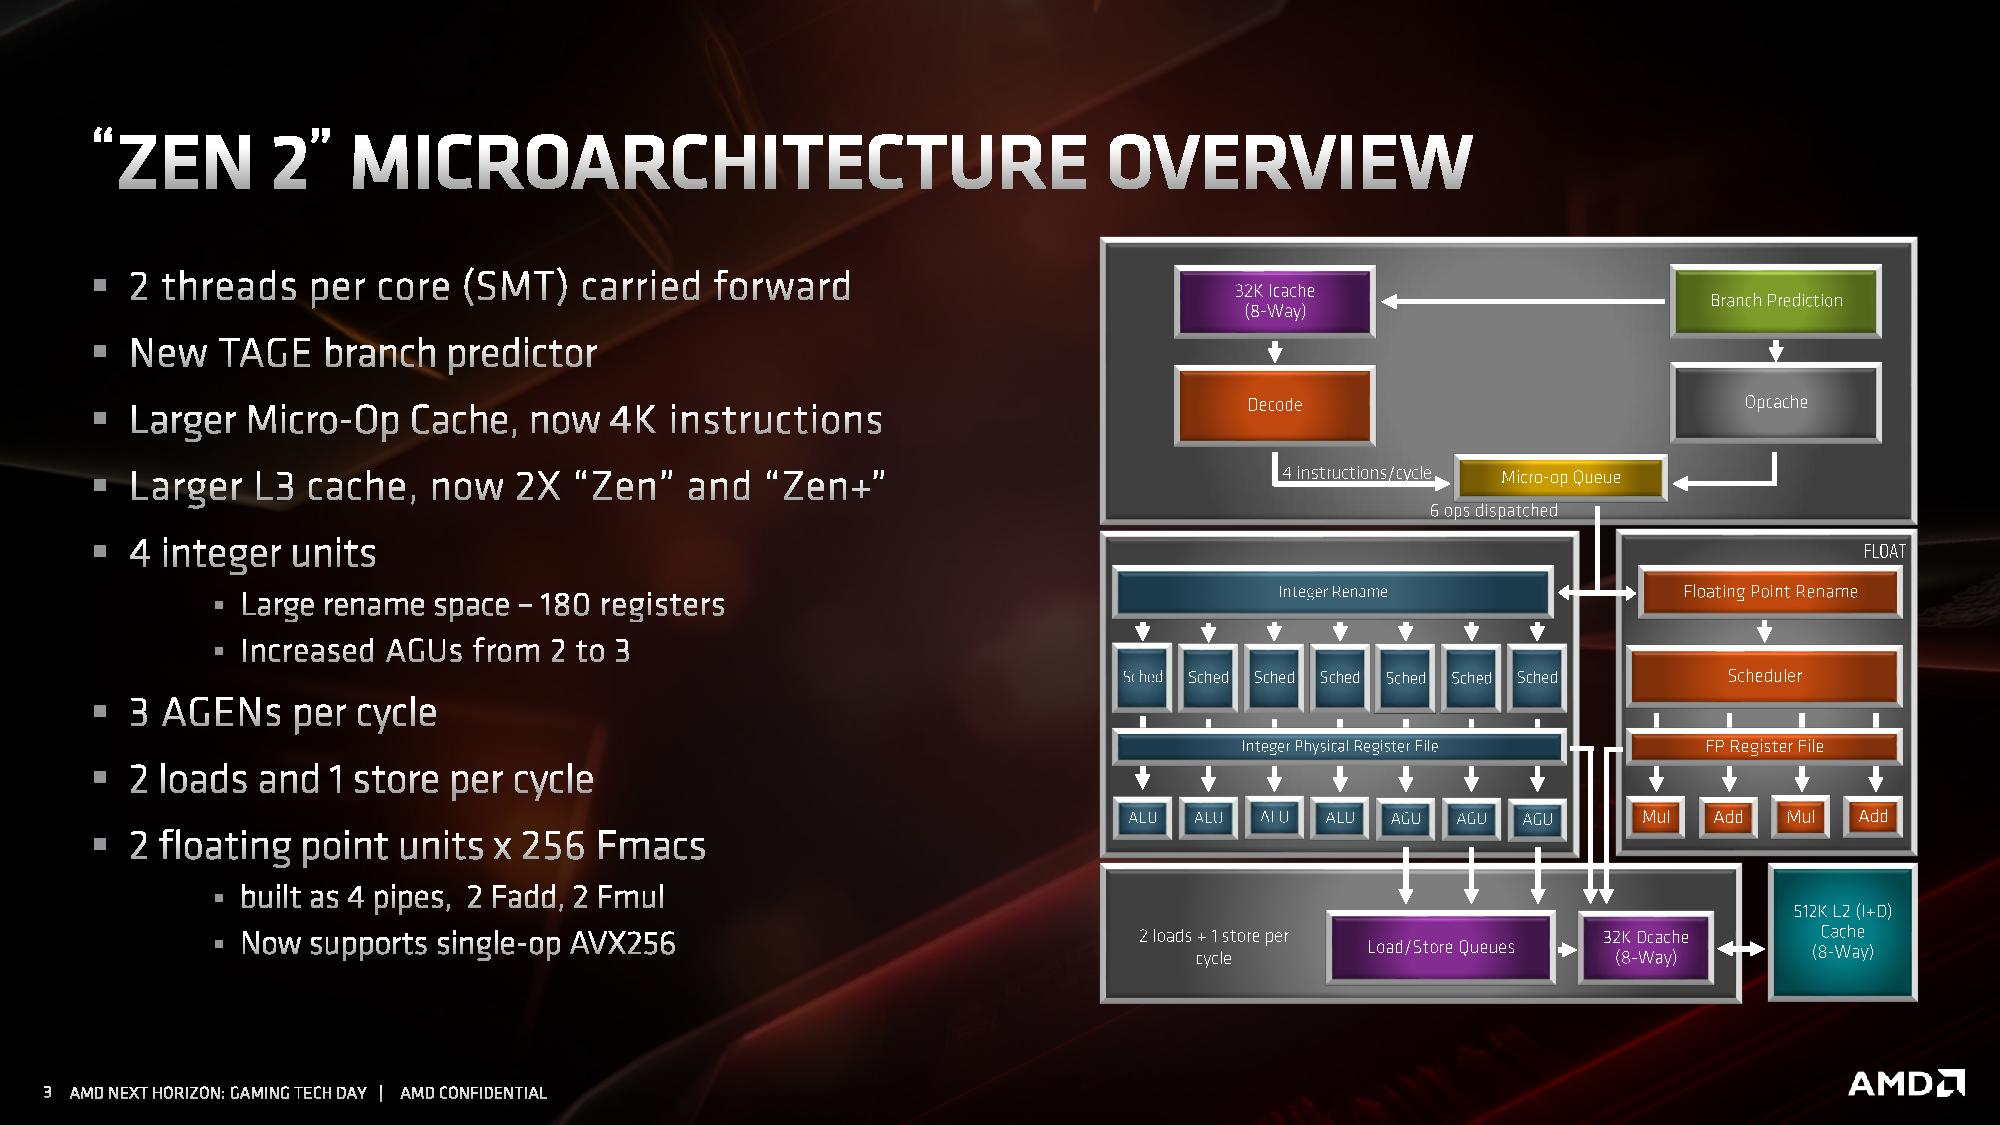 “ZEN 2” MICROARCHITECTURE OVERVIEW
▪ 2 threads per core (SMT) carried forward
▪ New TAGE branch predictor
▪ Larger Micro-Op Cache, now 4K instructions
▪ Larger L3 cache, now 2X “Zen” and “Zen+”
▪ 4 integer units
▪ Large rename space – 180 registers
▪ Increased AGUs from 2 to 3
▪ 3 AGENs per cycle
▪ 2 loads and 1 store per cycle
▪ 2 floating point units x 256 Fmacs
▪ built as 4 pipes, 2 Fadd, 2 Fmul
▪ Now supports single-op AVX256
32K Icache
(8-Way)
Branch Prediction
Decode
Opcache
4 instructions/cycle
Micro-op Queue
6 ops dispatched
FLOAT
Integer Rename
Floating Point Rename
Sched Sched Sched Sched Sched Sched Sched
Scheduler
Integer Physical Register File
FP Register File
ALU ALU ALU ALU AGU AGU AGU
Mul Add Mul Add
2 loads + 1 store per
cycle
Load/Store Queues
32K Dcache
(8-Way)
512K L2 (I+D)
Cache
(8-Way)
3 AMD NEXT HORIZON: GAMING TECH DAY | AMD CONFIDENTIAL
AMD